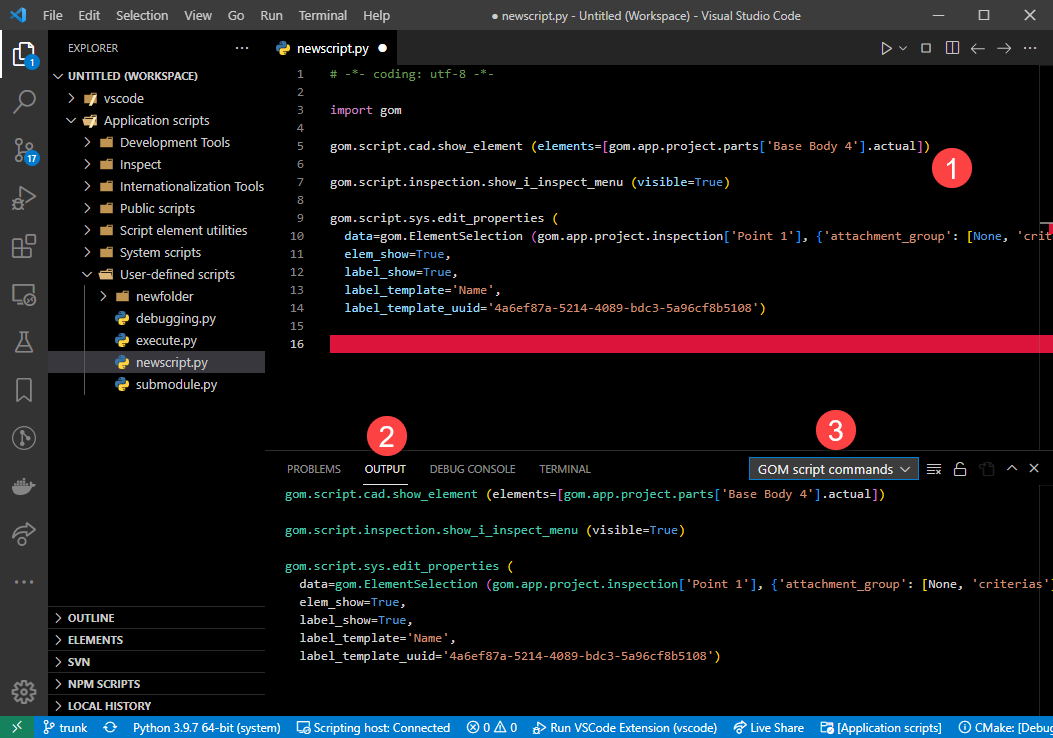 File Edit Selection View Go Run Terminal Help ● newscript.py - Untitled (Workspace) - Visual Studio Code
EXPLORER
newscript.py
UNTITLED (WORKSPACE)
vscode
Application scripts
Development Tools
Inspect
Internationalization Tools
Public scripts
Script element utilities
System scripts
User-defined scripts
newfolder
debugging.py
execute.py
newscript.py
submodule.py
OUTLINE
ELEMENTS
SVN
NPM SCRIPTS
LOCAL HISTORY
1
17
1 # -*- coding: utf-8 -*-
2
3 import gom
4
5 gom.script.cad.show_element (elements=[gom.app.project.parts['Base Body 4'].actual])
6
7 gom.script.inspection.show_i_inspect_menu (visible=True)
8
9 gom.script.sys.edit_properties (
10 data=gom.ElementSelection (gom.app.project.inspection['Point 1'], {'attachment_group': [None, 'crit
11 elem_show=True,
12 label_show=True,
13 label_template='Name',
14 label_template_uuid='4a6ef87a-5214-4089-bdc3-5a96cf8b5108')
15
16
1
2
3
PROBLEMS OUTPUT DEBUG CONSOLE TERMINAL GOM script commands
gom.script.cad.show_element (elements=[gom.app.project.parts['Base Body 4'].actual])
gom.script.inspection.show_i_inspect_menu (visible=True)
gom.script.sys.edit_properties (
data=gom.ElementSelection (gom.app.project.inspection['Point 1'], {'attachment_group': [None, 'criterias']
elem_show=True,
label_show=True,
label_template='Name',
label_template_uuid='4a6ef87a-5214-4089-bdc3-5a96cf8b5108')
trunk Python 3.9.7 64-bit (system) Scripting host: Connected 0 0 Run VSCode Extension (vscode) Live Share [Application scripts] CMake: [Debug